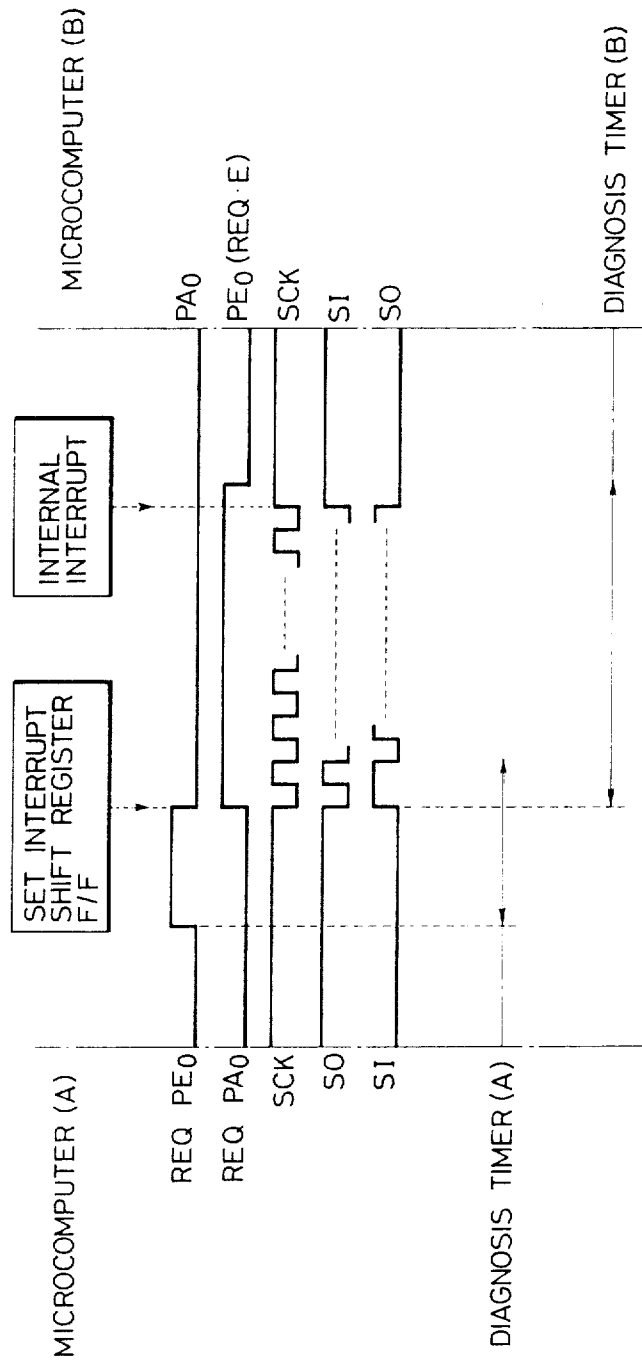 MICROCOMPUTER (A)
MICROCOMPUTER (B)
SET INTERRUPT
SHIFT REGISTER
F/F
INTERNAL
INTERRUPT
REQ PE0
PA0
REQ PA0
PE0 (REQ·E)
SCK
SCK
SO
SI
SI
SO
DIAGNOSIS TIMER (A)
DIAGNOSIS TIMER (B)